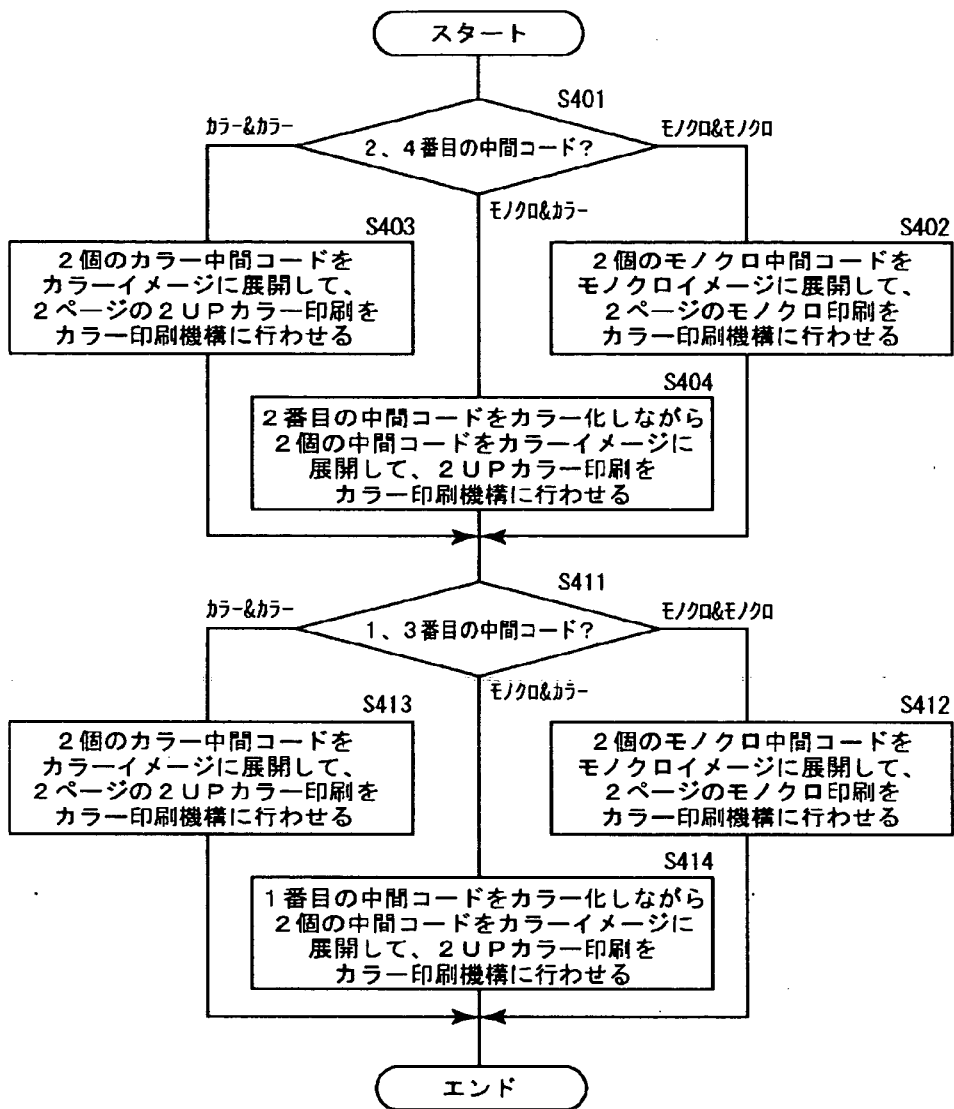 スタート
S401
カラー&カラー
モノクロ&モノクロ
2、4番目の中間コード?
モノクロ&カラー
S403
2個のカラー中間コードを
カラーイメージに展開して、
2ページの2UPカラー印刷を
カラー印刷機構に行わせる
S402
2個のモノクロ中間コードを
モノクロイメージに展開して、
2ページのモノクロ印刷を
カラー印刷機構に行わせる
S404
2番目の中間コードをカラー化しながら
2個の中間コードをカラーイメージに
展開して、2UPカラー印刷を
カラー印刷機構に行わせる
S411
カラー&カラー
モノクロ&モノクロ
1、3番目の中間コード?
モノクロ&カラー
S413
2個のカラー中間コードを
カラーイメージに展開して、
2ページの2UPカラー印刷を
カラー印刷機構に行わせる
S412
2個のモノクロ中間コードを
モノクロイメージに展開して、
2ページのモノクロ印刷を
カラー印刷機構に行わせる
S414
1番目の中間コードをカラー化しながら
2個の中間コードをカラーイメージに
展開して、2UPカラー印刷を
カラー印刷機構に行わせる
エンド